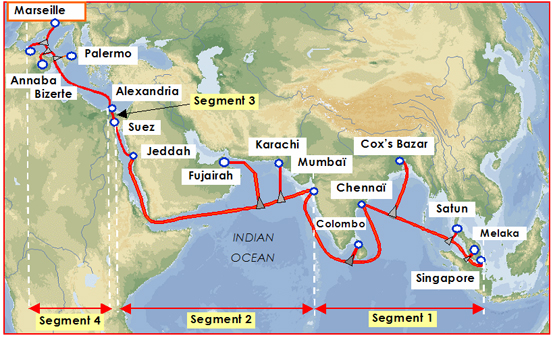 Marseille
Palermo
Annaba
Bizerte
Alexandria
Segment 3
Suez
Jeddah
Fujairah
Karachi
Mumbaï
Cox's Bazar
Chennaï
Colombo
Satun
Melaka
Singapore
INDIAN
OCEAN
Segment 4
Segment 2
Segment 1